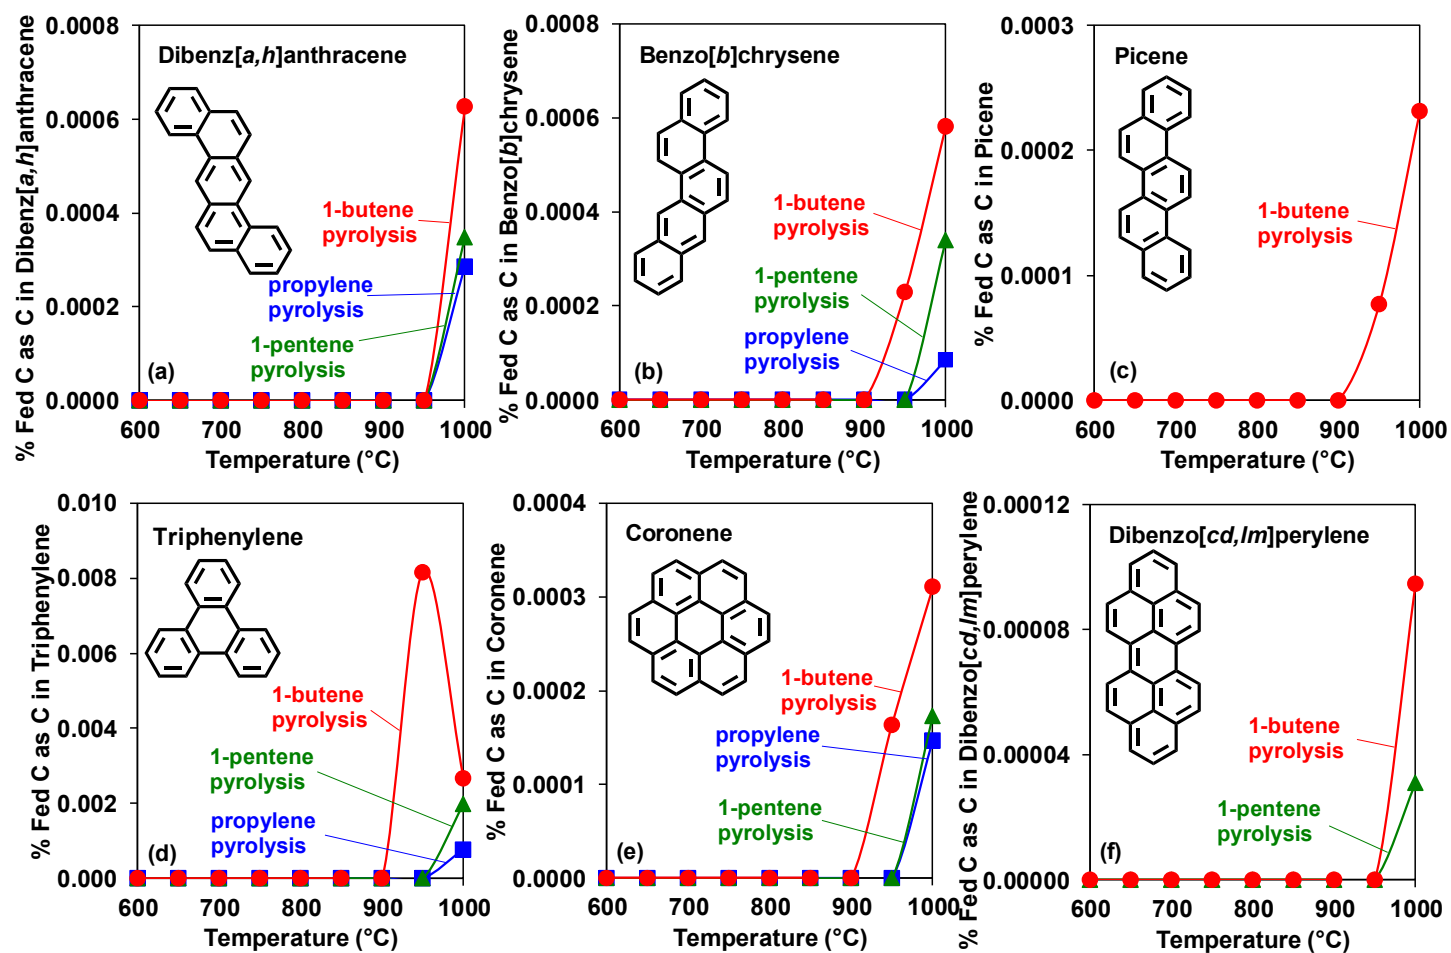 % Fed C as C in Dibenz[a,h]anthracene
0.0008
0.0006
0.0004
0.0002
0.0000
Dibenz[a,h]anthracene
1-butene
pyrolysis
propylene
pyrolysis
1-pentene
pyrolysis
(a)
600 700 800 900 1000
Temperature (°C)
% Fed C as C in Benzo[b]chrysene
0.0008
0.0006
0.0004
0.0002
0.0000
Benzo[b]chrysene
1-butene
pyrolysis
1-pentene
pyrolysis
propylene
pyrolysis
(b)
600 700 800 900 1000
Temperature (°C)
% Fed C as C in Picene
0.0003
0.0002
0.0001
0.0000
Picene
1-butene
pyrolysis
(c)
600 700 800 900 1000
Temperature (°C)
% Fed C as C in Triphenylene
0.010
0.008
0.006
0.004
0.002
0.000
Triphenylene
1-butene
pyrolysis
1-pentene
pyrolysis
propylene
pyrolysis
(d)
600 700 800 900 1000
Temperature (°C)
% Fed C as C in Coronene
0.0004
0.0003
0.0002
0.0001
0.0000
Coronene
1-butene
pyrolysis
propylene
pyrolysis
1-pentene
pyrolysis
(e)
600 700 800 900 1000
Temperature (°C)
% Fed C as C in Dibenzo[cd,lm]perylene
0.00012
0.00008
0.00004
0.00000
Dibenzo[cd,lm]perylene
1-butene
pyrolysis
1-pentene
pyrolysis
(f)
600 700 800 900 1000
Temperature (°C)